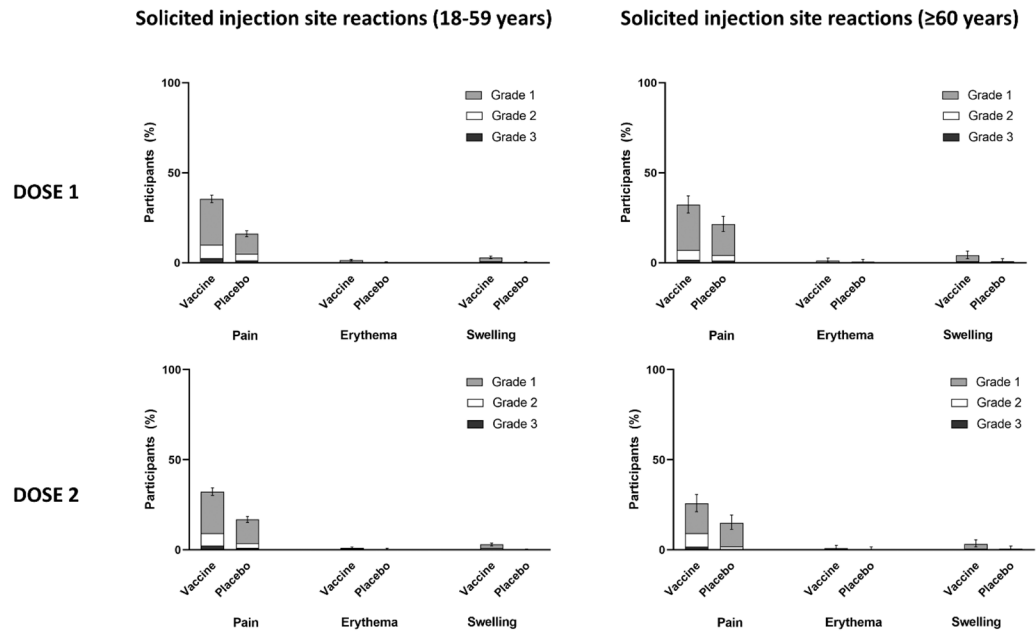 Solicited injection site reactions (18-59 years)
Solicited injection site reactions (≥60 years)
DOSE 1
Participants (%)
100
50
0
Grade 1
Grade 2
Grade 3
Vaccine
Placebo
Vaccine
Placebo
Vaccine
Placebo
Pain
Erythema
Swelling
Participants (%)
100
50
0
Grade 1
Grade 2
Grade 3
Vaccine
Placebo
Vaccine
Placebo
Vaccine
Placebo
Pain
Erythema
Swelling
DOSE 2
Participants (%)
100
50
0
Grade 1
Grade 2
Grade 3
Vaccine
Placebo
Vaccine
Placebo
Vaccine
Placebo
Pain
Erythema
Swelling
Participants (%)
100
50
0
Grade 1
Grade 2
Grade 3
Vaccine
Placebo
Vaccine
Placebo
Vaccine
Placebo
Pain
Erythema
Swelling